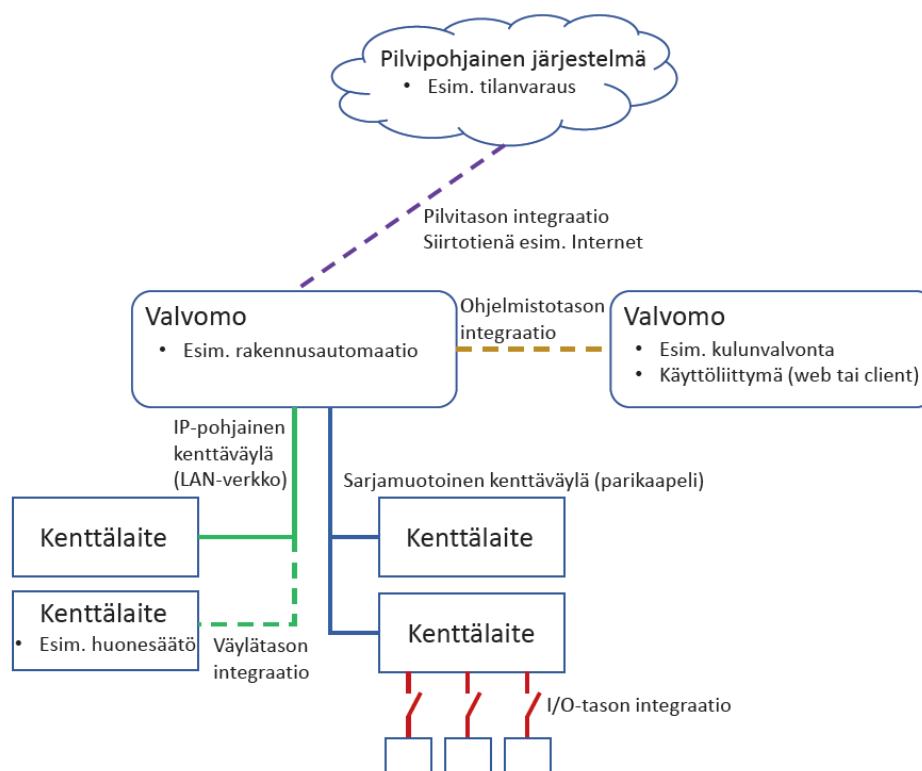 Pilvipohjainen järjestelmä
• Esim. tilanvaraus
Pilvitason integraatio
Siirtotienä esim. Internet
Valvomo
• Esim. rakennusautomaatio
Ohjelmistotason
integraatio
Valvomo
• Esim. kulunvalvonta
• Käyttöliittymä (web tai client)
IP-pohjainen
kenttäväylä
(LAN-verkko)
Sarjamuotoinen kenttäväylä (parikaapeli)
Kenttälaite
Kenttälaite
Kenttälaite
• Esim. huonesäätö
Väylätason
integraatio
Kenttälaite
I/O-tason integraatio